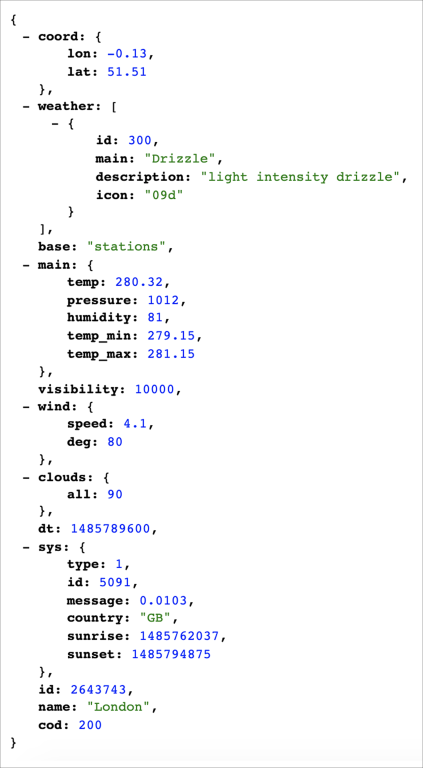 {
- coord: {
lon: -0.13,
lat: 51.51
},
- weather: [
- {
id: 300,
main: "Drizzle",
description: "light intensity drizzle",
icon: "09d"
}
],
base: "stations",
- main: {
temp: 280.32,
pressure: 1012,
humidity: 81,
temp_min: 279.15,
temp_max: 281.15
},
visibility: 10000,
- wind: {
speed: 4.1,
deg: 80
},
- clouds: {
all: 90
},
dt: 1485789600,
- sys: {
type: 1,
id: 5091,
message: 0.0103,
country: "GB",
sunrise: 1485762037,
sunset: 1485794875
},
id: 2643743,
name: "London",
cod: 200
}